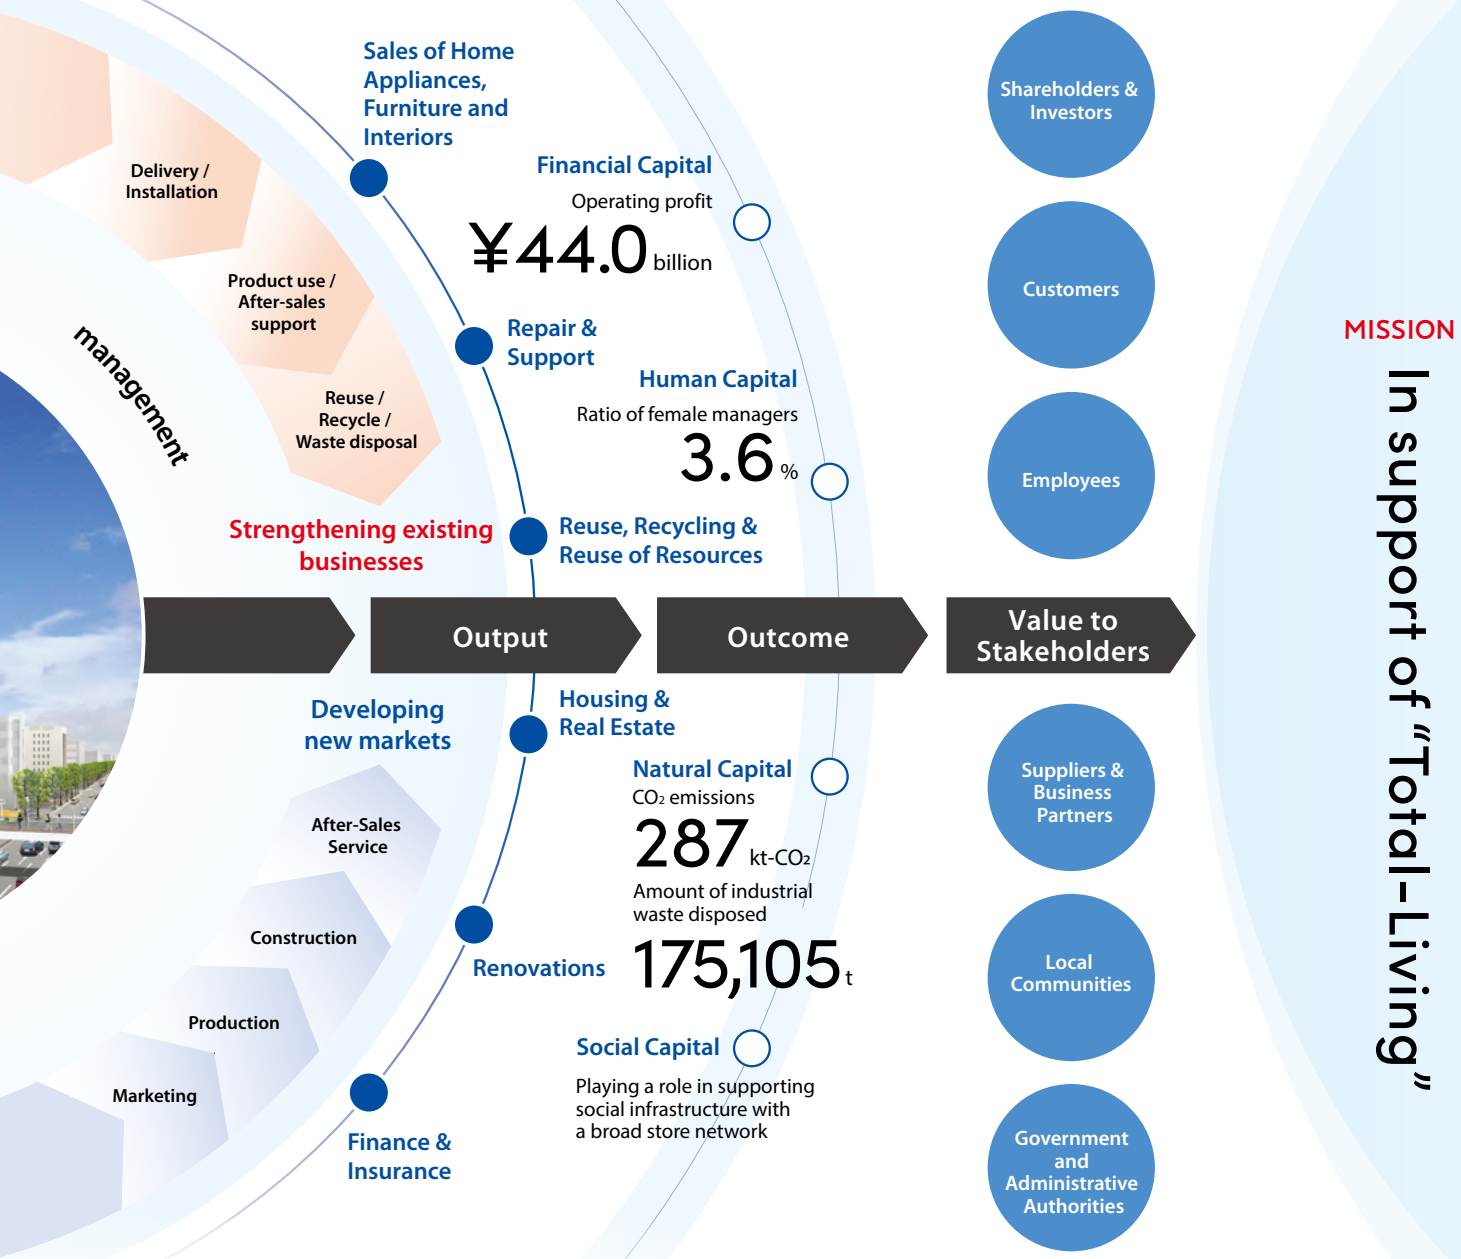 Delivery /
Installation
Product use /
After-sales
support
Reuse /
Recycle /
Waste disposal
management
Strengthening existing
businesses
Developing
new markets
After-Sales
Service
Construction
Production
Marketing
Sales of Home
Appliances,
Furniture and
Interiors
Repair &
Support
Reuse, Recycling &
Reuse of Resources
Output
Housing &
Real Estate
Renovations
Finance &
Insurance
Financial Capital
Operating profit
¥44.0 billion
Human Capital
Ratio of female managers
3.6 %
Outcome
Natural Capital
CO₂ emissions
287 kt-CO₂
Amount of industrial
waste disposed
175,105 t
Social Capital
Playing a role in supporting
social infrastructure with
a broad store network
Shareholders &
Investors
Customers
Employees
Value to
Stakeholders
Suppliers &
Business
Partners
Local
Communities
Government
and
Administrative
Authorities
MISSION
In support of “Total-Living”